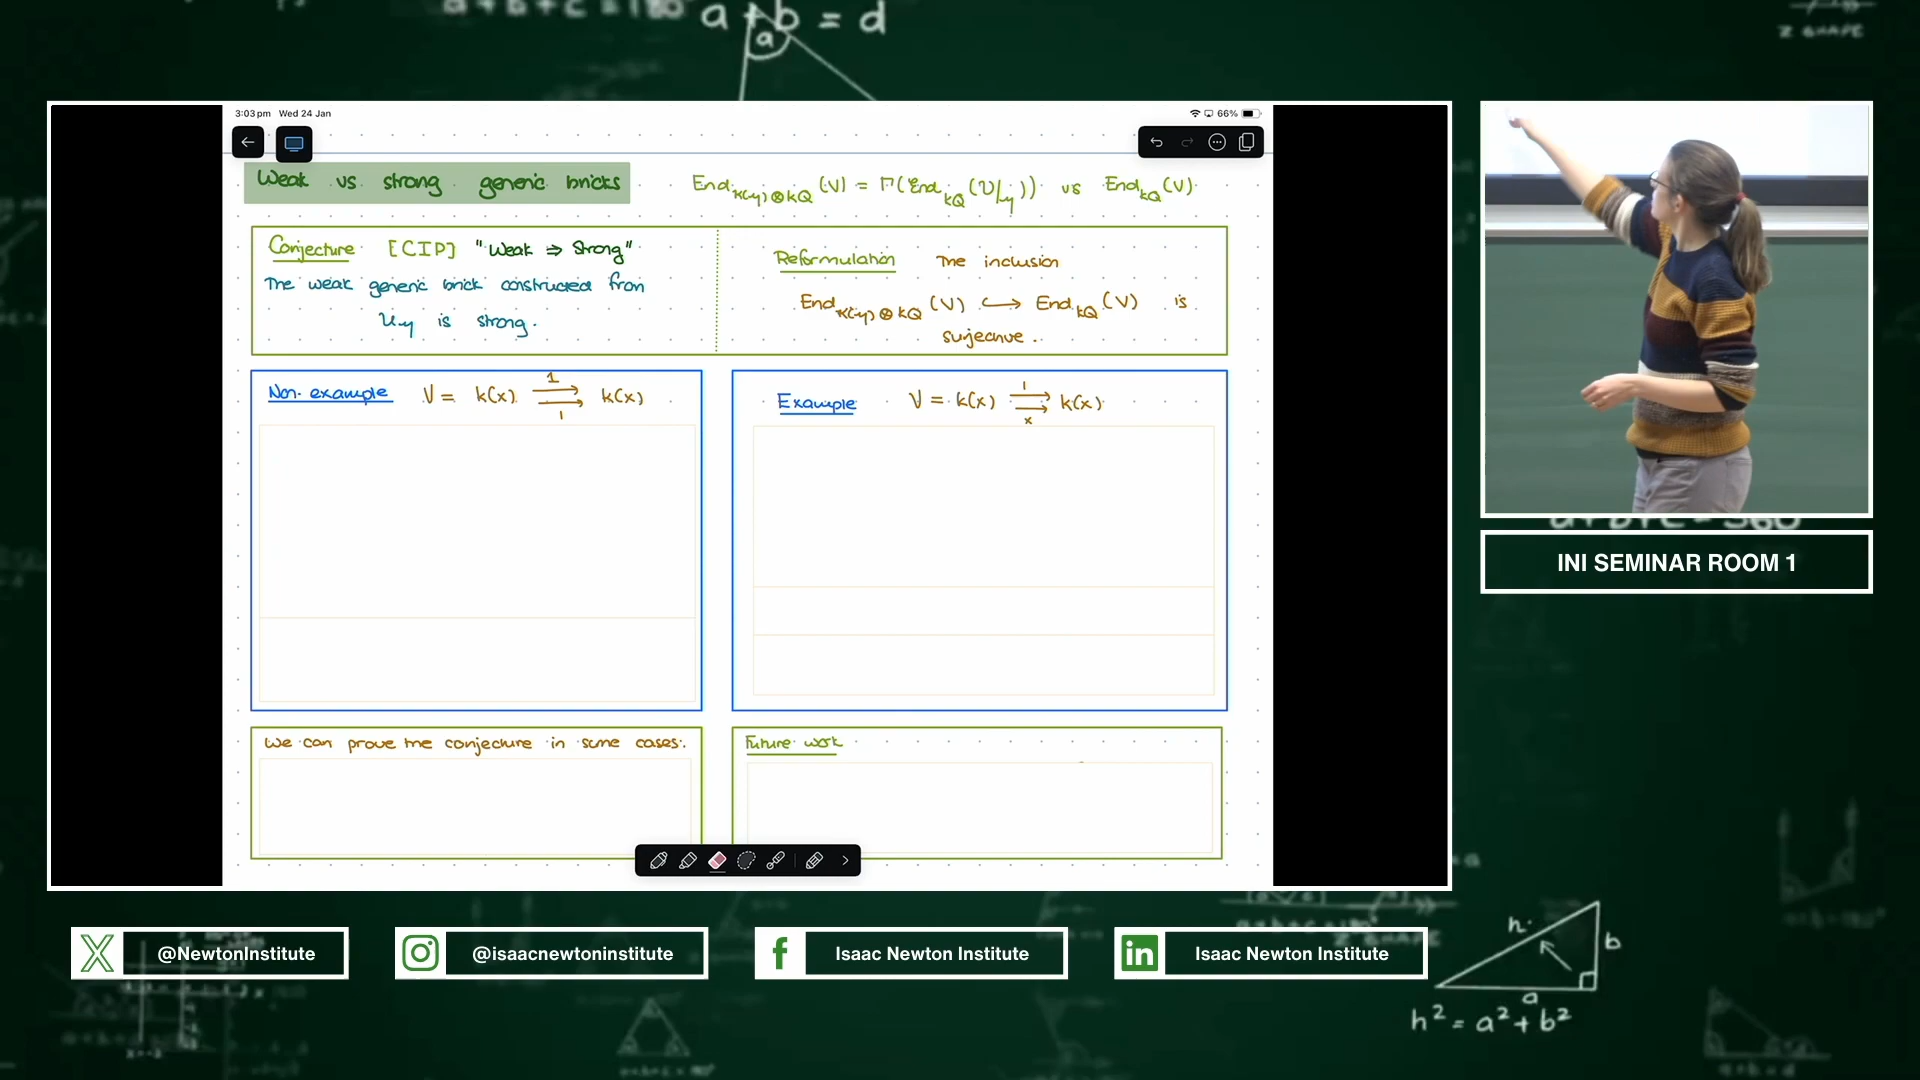 a+b+c=180°
a+b = d
a
Z SHAPE
3:03 pm Wed 24 Jan
66%
Weak vs strong generic bricks
End_{K(y)⊗kQ}(V) = Γ(End_{kQ}(V|_y)) vs End_{kQ}(V)
Conjecture [CIP] "Weak ⇒ Strong"
The weak generic brick constructed from
U_y is strong.
Reformulation The inclusion
End_{K(y)⊗kQ}(V) ↪ End_{kQ}(V) is
surjective.
Non-example V = k(x) ⇉ k(x)
1
1
Example V = k(x) ⇉ k(x)
1
x
We can prove the conjecture in some cases.
Future work
INI SEMINAR ROOM 1
@NewtonInstitute
@isaacnewtoninstitute
Isaac Newton Institute
Isaac Newton Institute
h
b
a
h² = a² + b²